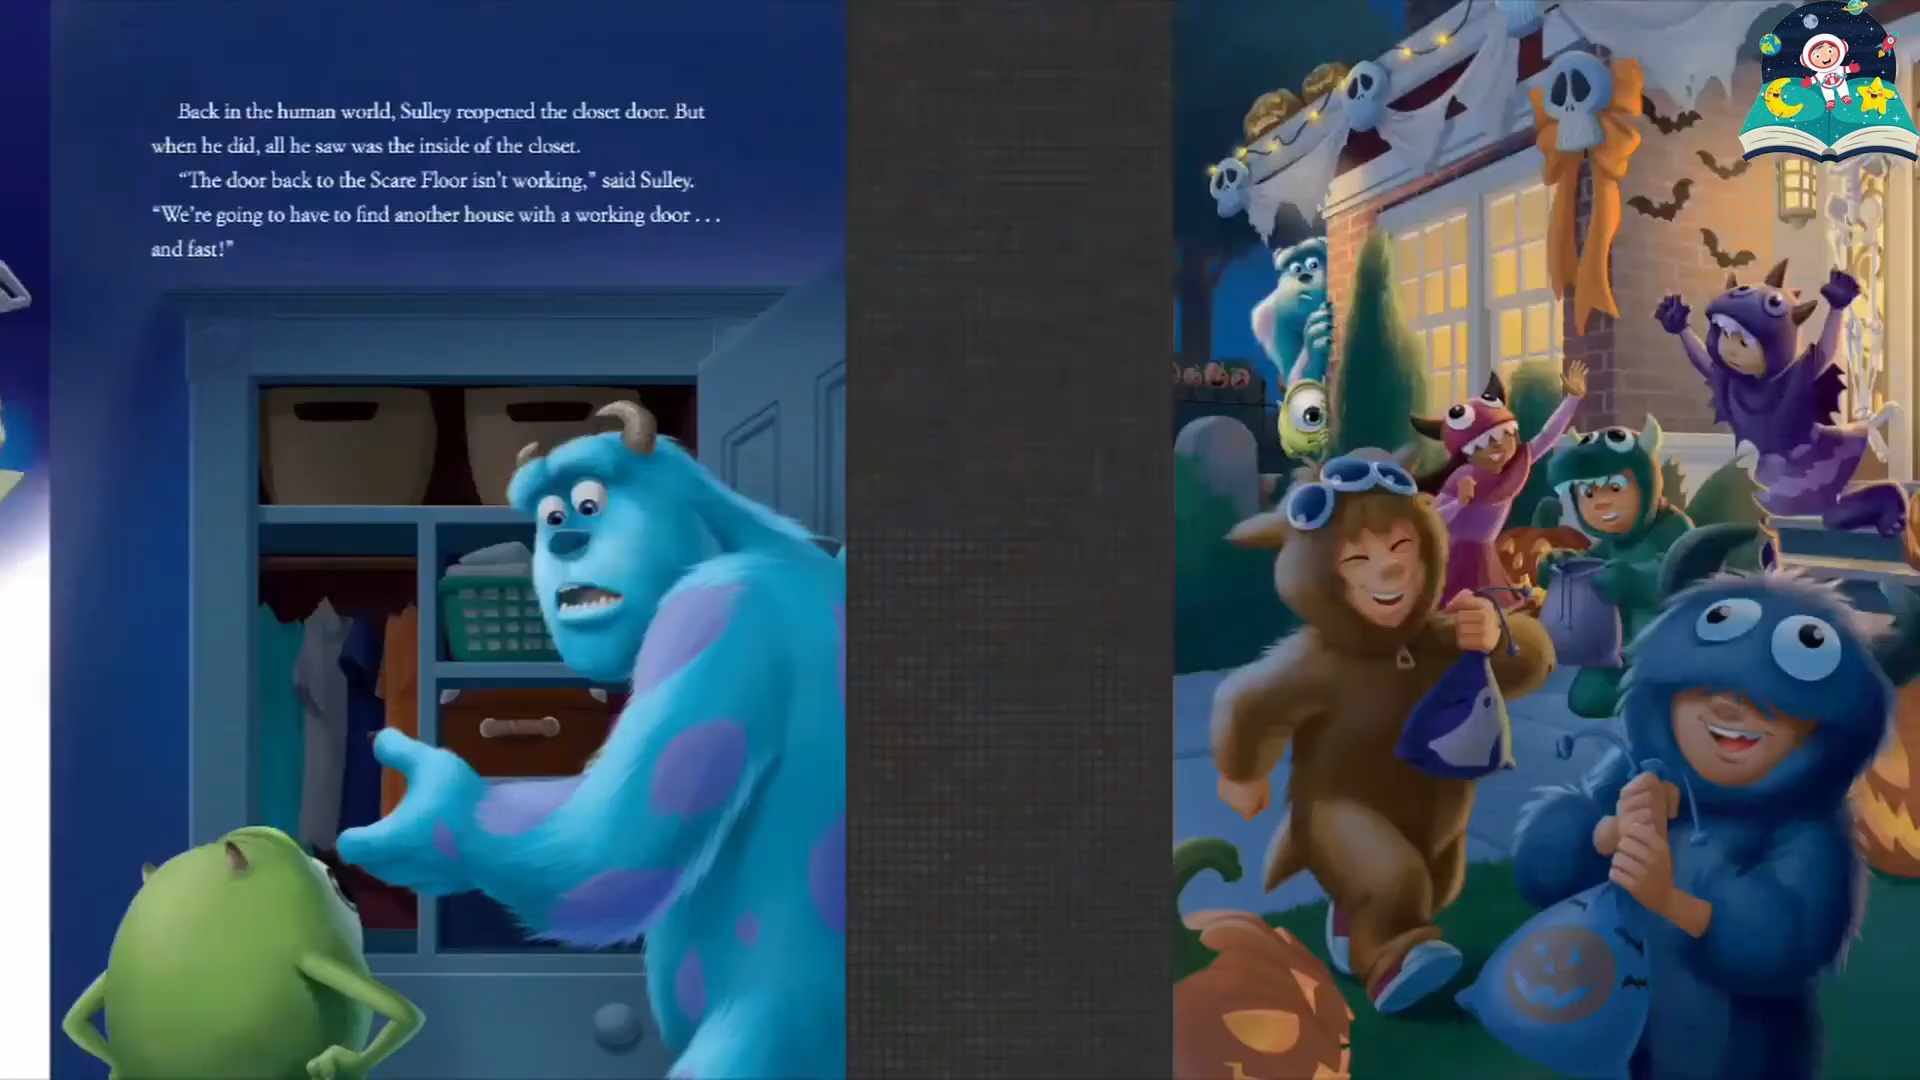 Back in the human world, Sulley reopened the closet door. But
when he did, all he saw was the inside of the closet.
“The door back to the Scare Floor isn’t working,” said Sulley.
“We’re going to have to find another house with a working door . . .
and fast!”